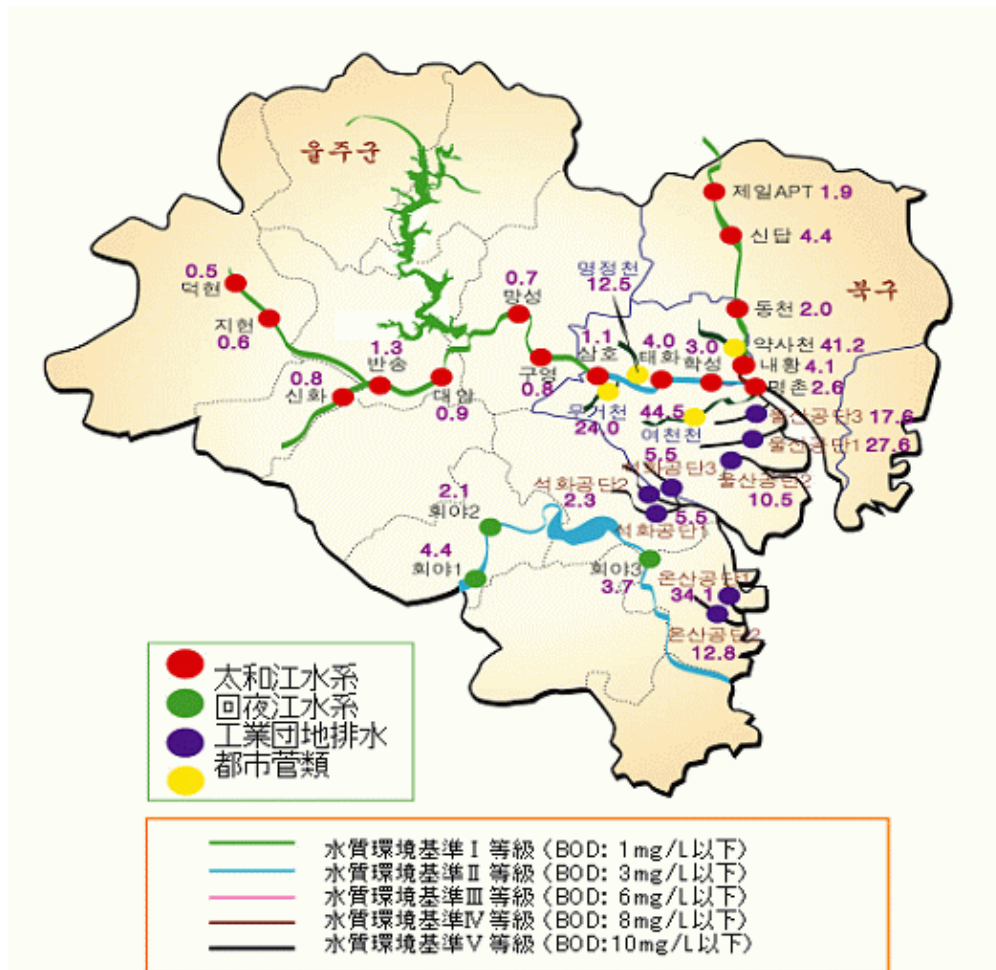 울주군
제일APT 1.9
신답 4.4
북구
0.5
덕현
영정천
12.5
0.7
망성
동천 2.0
지헌
0.6
1.3
반송
1.1
삼호
4.0
태화
3.0
학성
약사천 41.2
내황 4.1
명촌 2.6
0.8
신화
대암
0.9
구영
0.8
무거천
24.0
44.5
여천천
울산공단3 17.6
울산공단1 27.6
5.5
석화공단3
울산공단2
10.5
2.1
회야2
석화공단2
2.3
5.5
석화공단1
4.4
회야1
회야3
3.7
온산공단1
34.1
온산공단2
12.8
太和江水系
回夜江水系
工業団地排水
都市菅類
水質環境基準Ⅰ等級 (BOD: 1mg/L以下)
水質環境基準Ⅱ等級 (BOD: 3mg/L以下)
水質環境基準Ⅲ等級 (BOD: 6mg/L以下)
水質環境基準Ⅳ等級 (BOD: 8mg/L以下)
水質環境基準Ⅴ等級 (BOD:10mg/L以下)